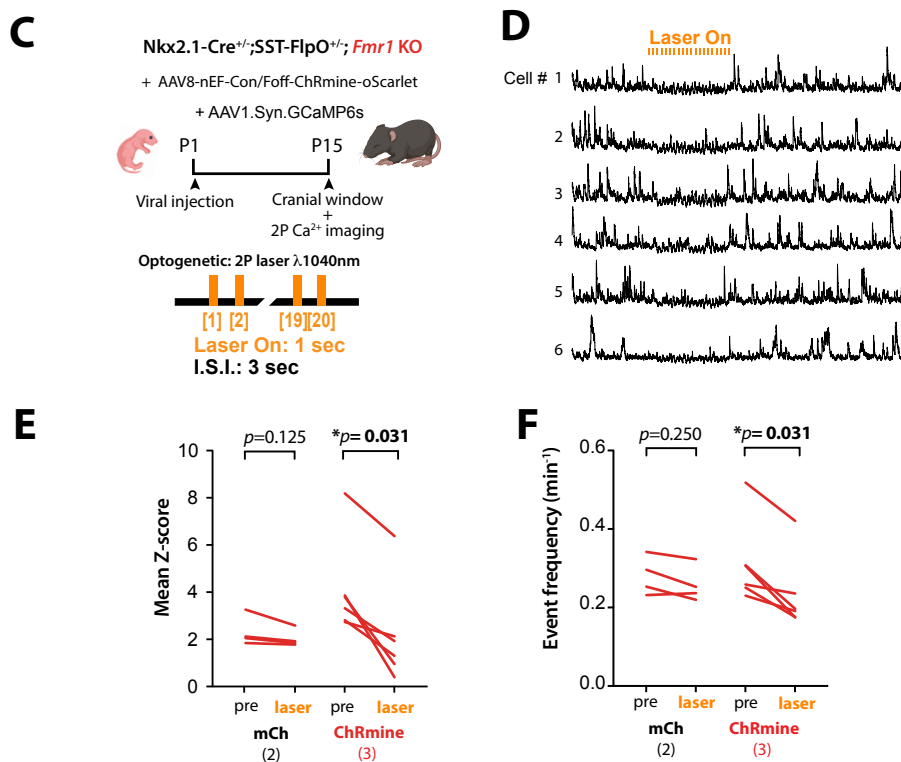 C
Nkx2.1-Cre+/-;SST-FlpO+/-; Fmr1 KO
+ AAV8-nEF-Con/Foff-ChRmine-oScarlet
+ AAV1.Syn.GCaMP6s
P1 P15
Viral injection
Cranial window
+
2P Ca2+ imaging
Optogenetic: 2P laser λ1040nm
[1] [2] [19] [20]
Laser On: 1 sec
I.S.I.: 3 sec
D
Laser On
Cell # 1
2
3
4
5
6
E
p=0.125 *p= 0.031
Mean Z-score
10
8
6
4
2
0
pre laser pre laser
mCh ChRmine
(2) (3)
F
p=0.250 *p= 0.031
Event frequency (min-1)
0.6
0.4
0.2
0.0
pre laser pre laser
mCh ChRmine
(2) (3)